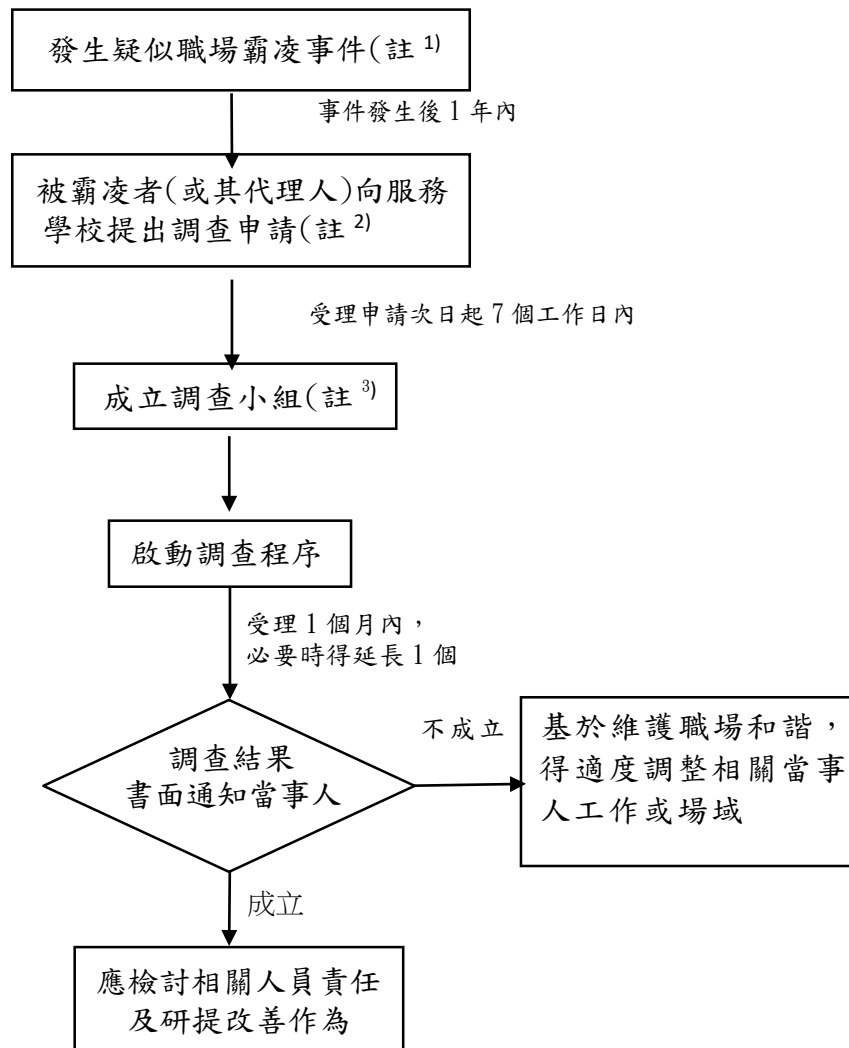 發生疑似職場霸凌事件(註 1)
事件發生後 1 年內
被霸凌者(或其代理人)向服務
學校提出調查申請(註 2)
受理申請次日起 7 個工作日內
成立調查小組(註 3)
啟動調查程序
受理 1 個月內，
必要時得延長 1 個
調查結果
書面通知當事人
不成立
基於維護職場和諧，
得適度調整相關當事
人工作或場域
成立
應檢討相關人員責任
及研提改善作為